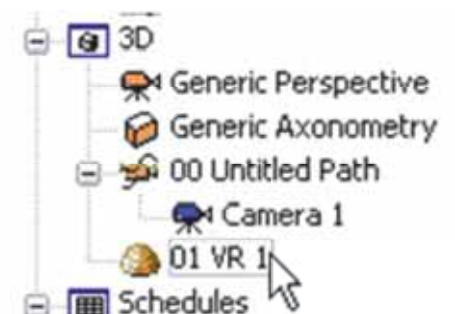 3D
Generic Perspective
Generic Axonometry
00 Untitled Path
Camera 1
01 VR 1
Schedules